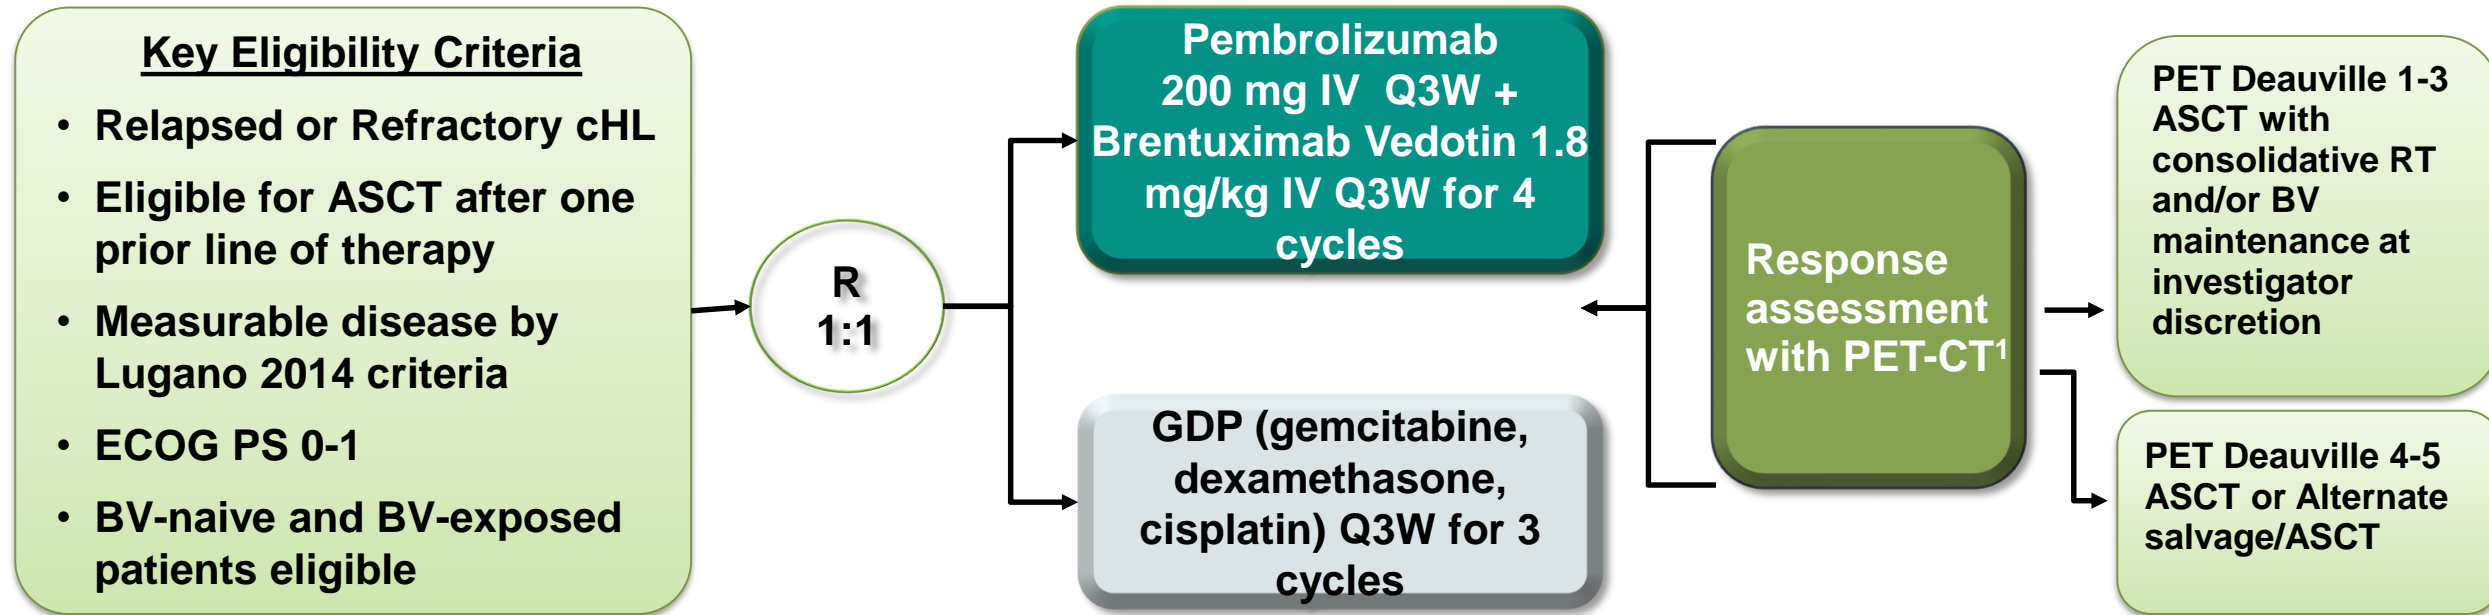 Key Eligibility Criteria
• Relapsed or Refractory cHL
• Eligible for ASCT after one
prior line of therapy
• Measurable disease by
Lugano 2014 criteria
• ECOG PS 0-1
• BV-naive and BV-exposed
patients eligible
R
1:1
Pembrolizumab
200 mg IV Q3W +
Brentuximab Vedotin 1.8
mg/kg IV Q3W for 4
cycles
GDP (gemcitabine,
dexamethasone,
cisplatin) Q3W for 3
cycles
Response
assessment
with PET-CT¹
PET Deauville 1-3
ASCT with
consolidative RT
and/or BV
maintenance at
investigator
discretion
PET Deauville 4-5
ASCT or Alternate
salvage/ASCT